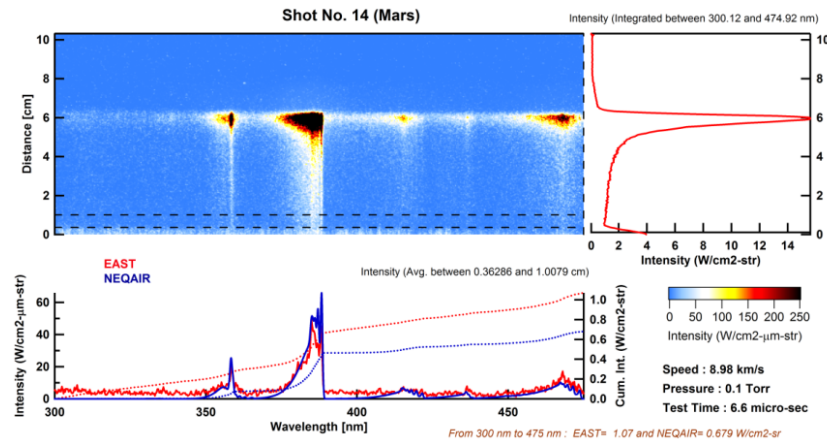 Shot No. 14 (Mars)
Intensity (Integrated between 300.12 and 474.92 cm)
Distance [cm]
10
8
6
4
2
0
10
8
6
4
2
0
0 2 4 6 8 10 12 14
Intensity (W/cm2-str)
EAST
NEQAIR
Intensity (Avg. between 0.36286 and 1.0079 cm)
Intensity (W/cm2-μm-str)
60
40
20
0
1.0
0.8
0.6
0.4
0.2
0.0
Cum. Int. (W/cm2-str)
300 350 400 450
Wavelength [nm]
0 50 100 150 200 250
Intensity (W/cm2-μm-str)
Speed : 8.98 km/s
Pressure : 0.1 Torr
Test Time : 6.6 micro-sec
From 300 nm to 475 nm : EAST= 1.07 and NEQAIR= 0.679 W/cm2-sr